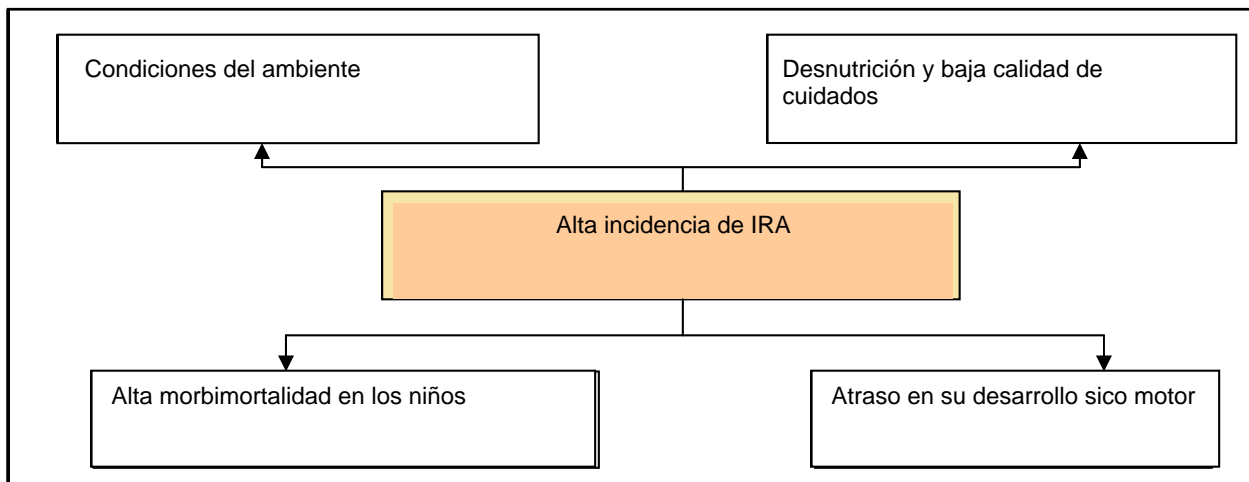 Condiciones del ambiente
Desnutrición y baja calidad de
cuidados
Alta incidencia de IRA
Alta morbimortalidad en los niños
Atraso en su desarrollo sico motor